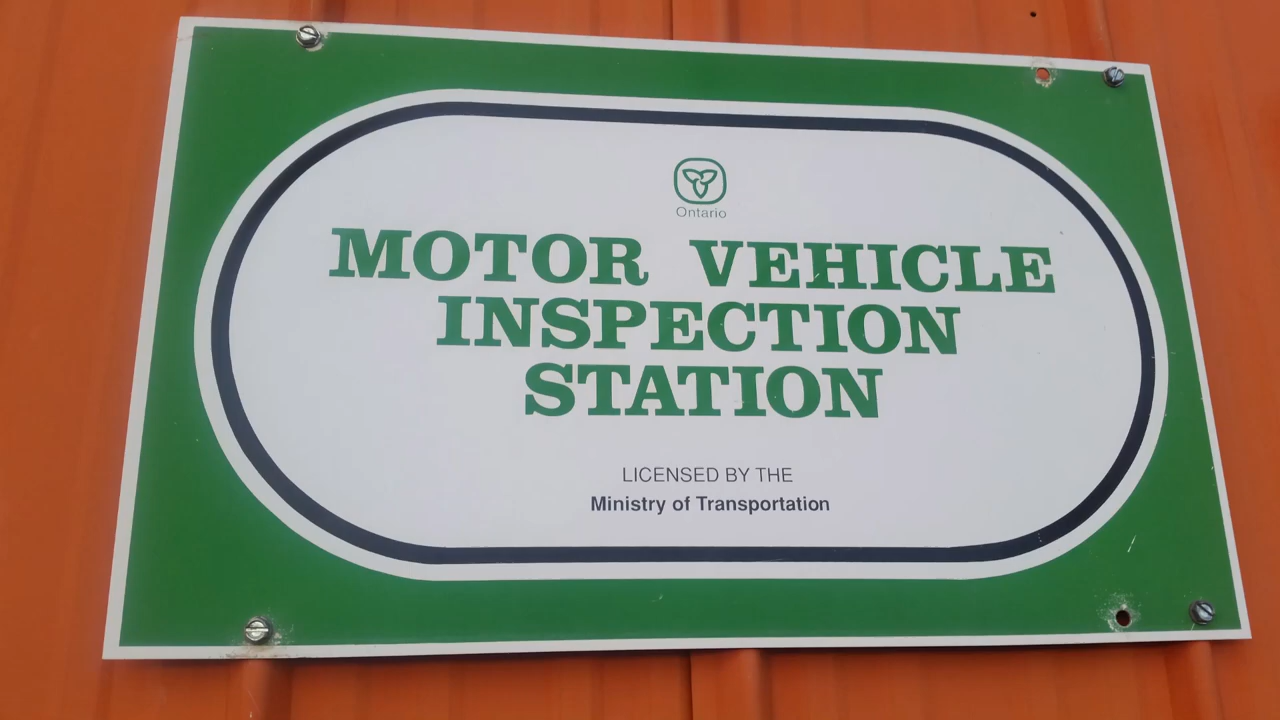 Ontario
MOTOR VEHICLE
INSPECTION
STATION
LICENSED BY THE
Ministry of Transportation